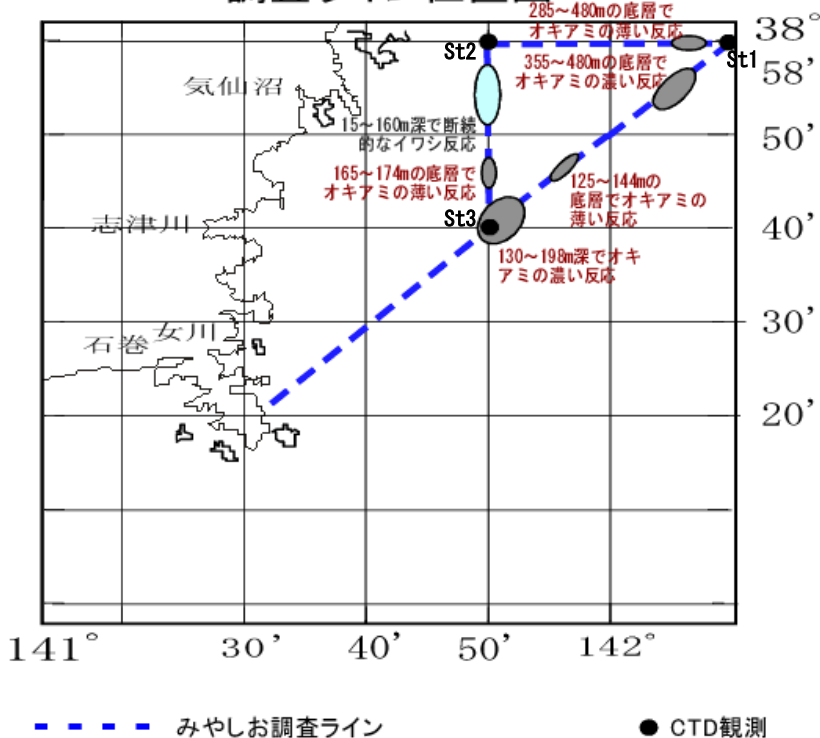 285～480mの底層で
オキアミの薄い反応
38°
St2
St1
355～480mの底層で
オキアミの濃い反応
58’
気仙沼
15～160m深で断続
的なイワシ反応
50’
165～174mの底層で
オキアミの薄い反応
125～144mの
底層でオキアミの
薄い反応
St3
志津川
40’
130～198m深でオキ
アミの濃い反応
30’
石巻
女川
20’
141°
30’
40’
50’
142°
みやしお調査ライン
CTD観測